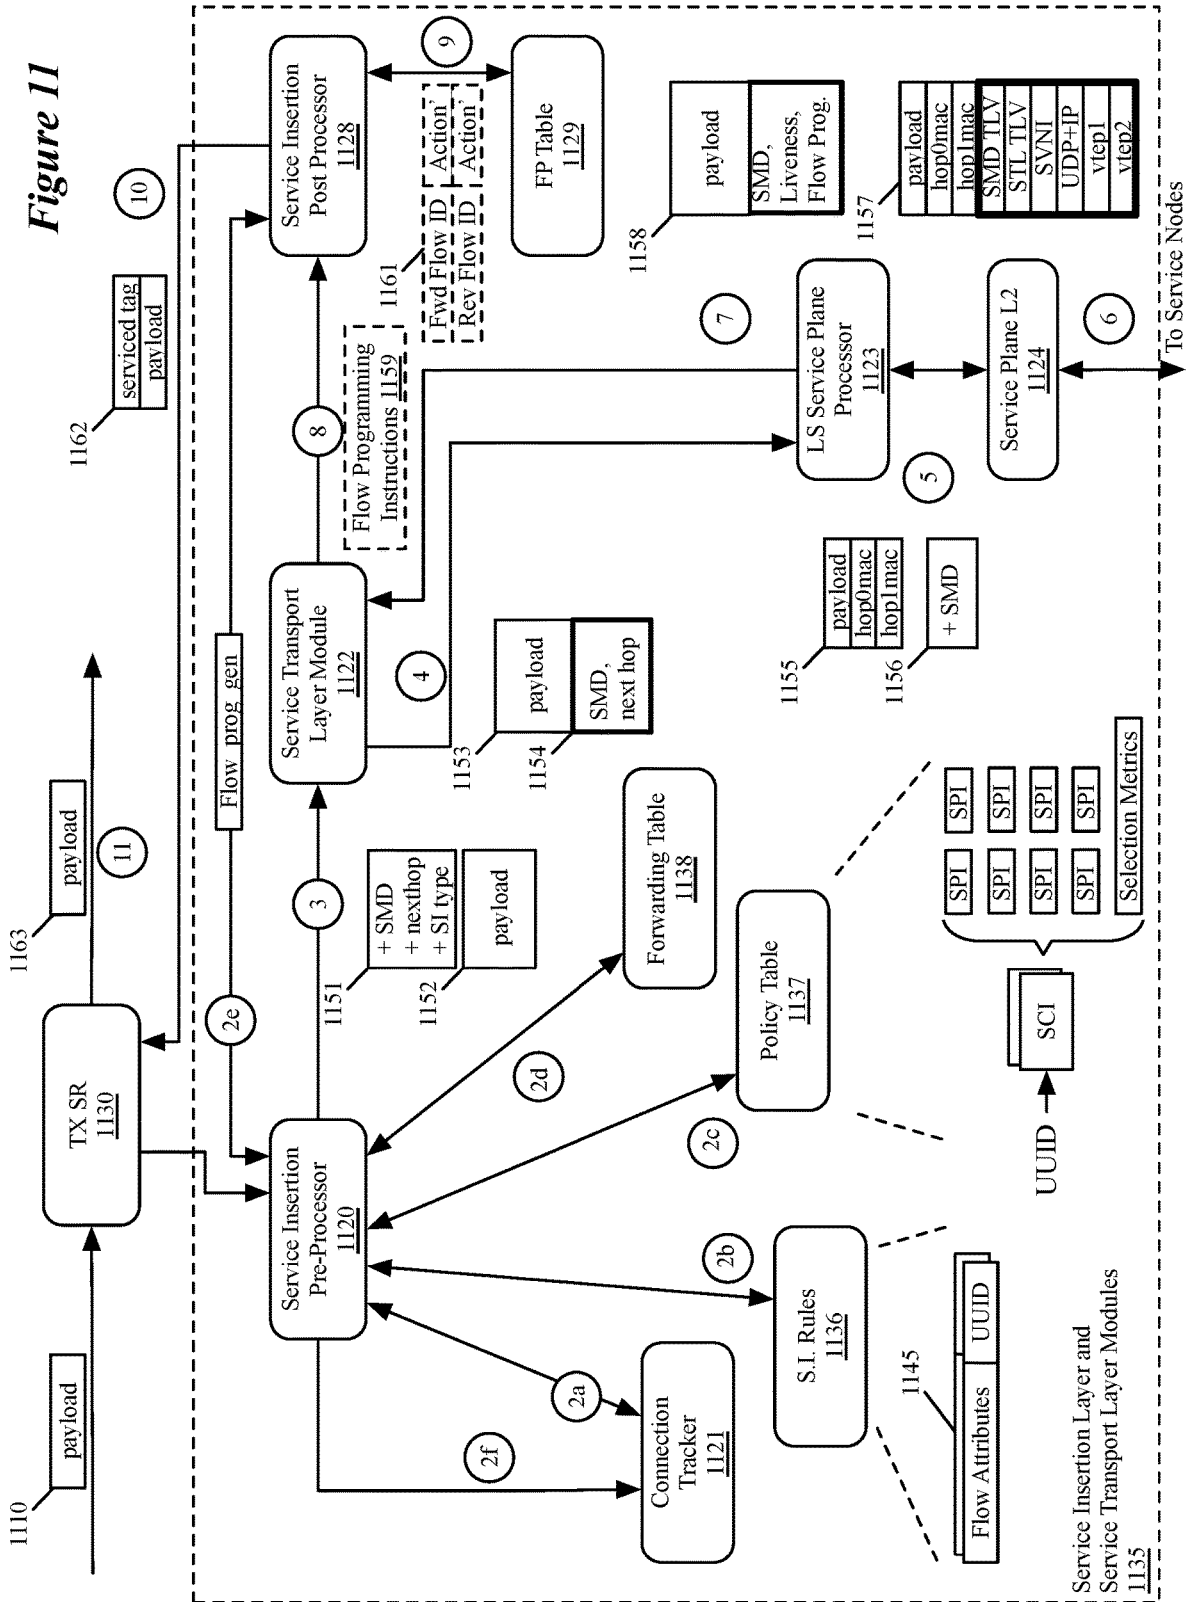 Figure 11
1110
payload
TX SR
1130
1163
payload
11
1162
serviced tag
payload
10
2e
Flow prog gen
Service Insertion
Pre-Processor
1120
3
1151
+ SMD
+ nexthop
+ SI type
1152
payload
Service Transport
Layer Module
1122
8
Flow Programming
Instructions 1159
Service Insertion
Post Processor
1128
9
1161
Fwd Flow ID
Action'
Rev Flow ID
Action'
FP Table
1129
2f
2a
2b
2c
2d
4
1153
payload
1154
SMD,
next hop
7
1158
payload
SMD,
Liveness,
Flow Prog.
Connection
Tracker
1121
S.I. Rules
1136
Policy Table
1137
Forwarding Table
1138
LS Service Plane
Processor
1123
5
1155
payload
hop0mac
hop1mac
1156
+ SMD
Service Plane L2
1124
6
To Service Nodes
1157
payload
hop0mac
hop1mac
SMD TLV
STL TLV
SVNI
UDP+IP
vtep1
vtep2
1145
Flow Attributes
UUID
UUID
SCI
SPI
SPI
SPI
SPI
SPI
SPI
SPI
SPI
Selection Metrics
Service Insertion Layer and
Service Transport Layer Modules
1135